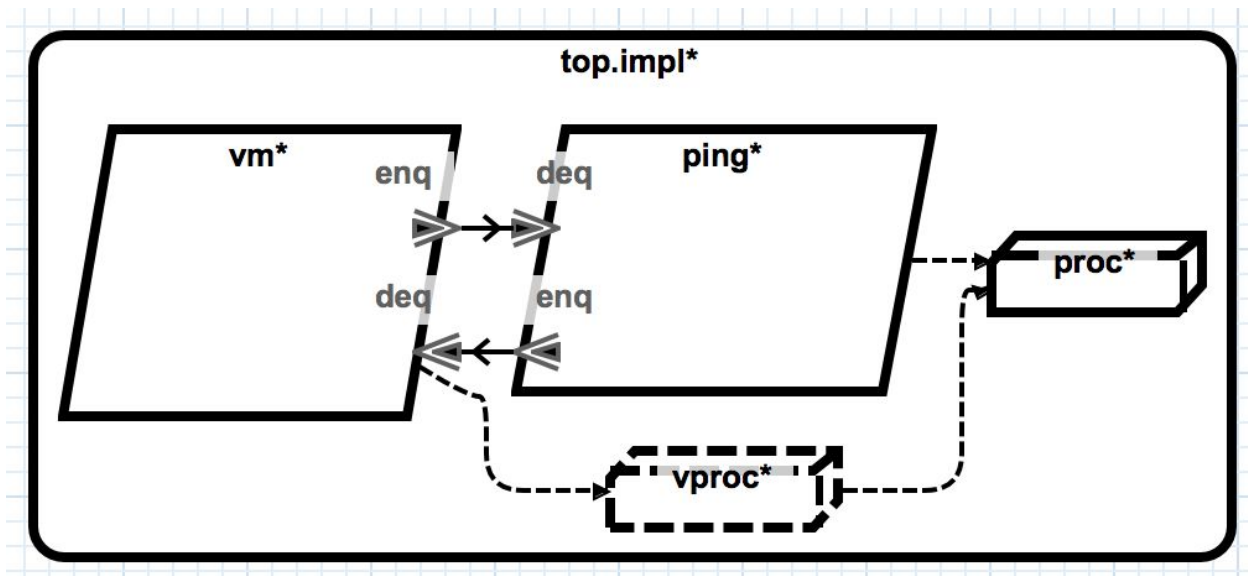 top.impl*
vm*
ping*
enq
deq
deq
enq
proc*
vproc*